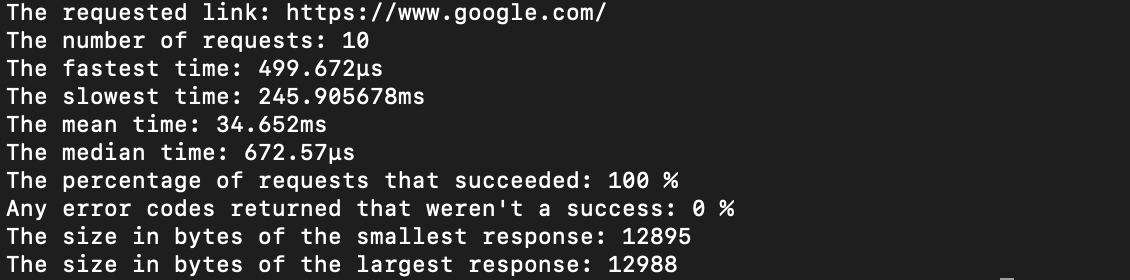 The requested link: https://www.google.com/
The number of requests: 10
The fastest time: 499.672µs
The slowest time: 245.905678ms
The mean time: 34.652ms
The median time: 672.57µs
The percentage of requests that succeeded: 100 %
Any error codes returned that weren't a success: 0 %
The size in bytes of the smallest response: 12895
The size in bytes of the largest response: 12988